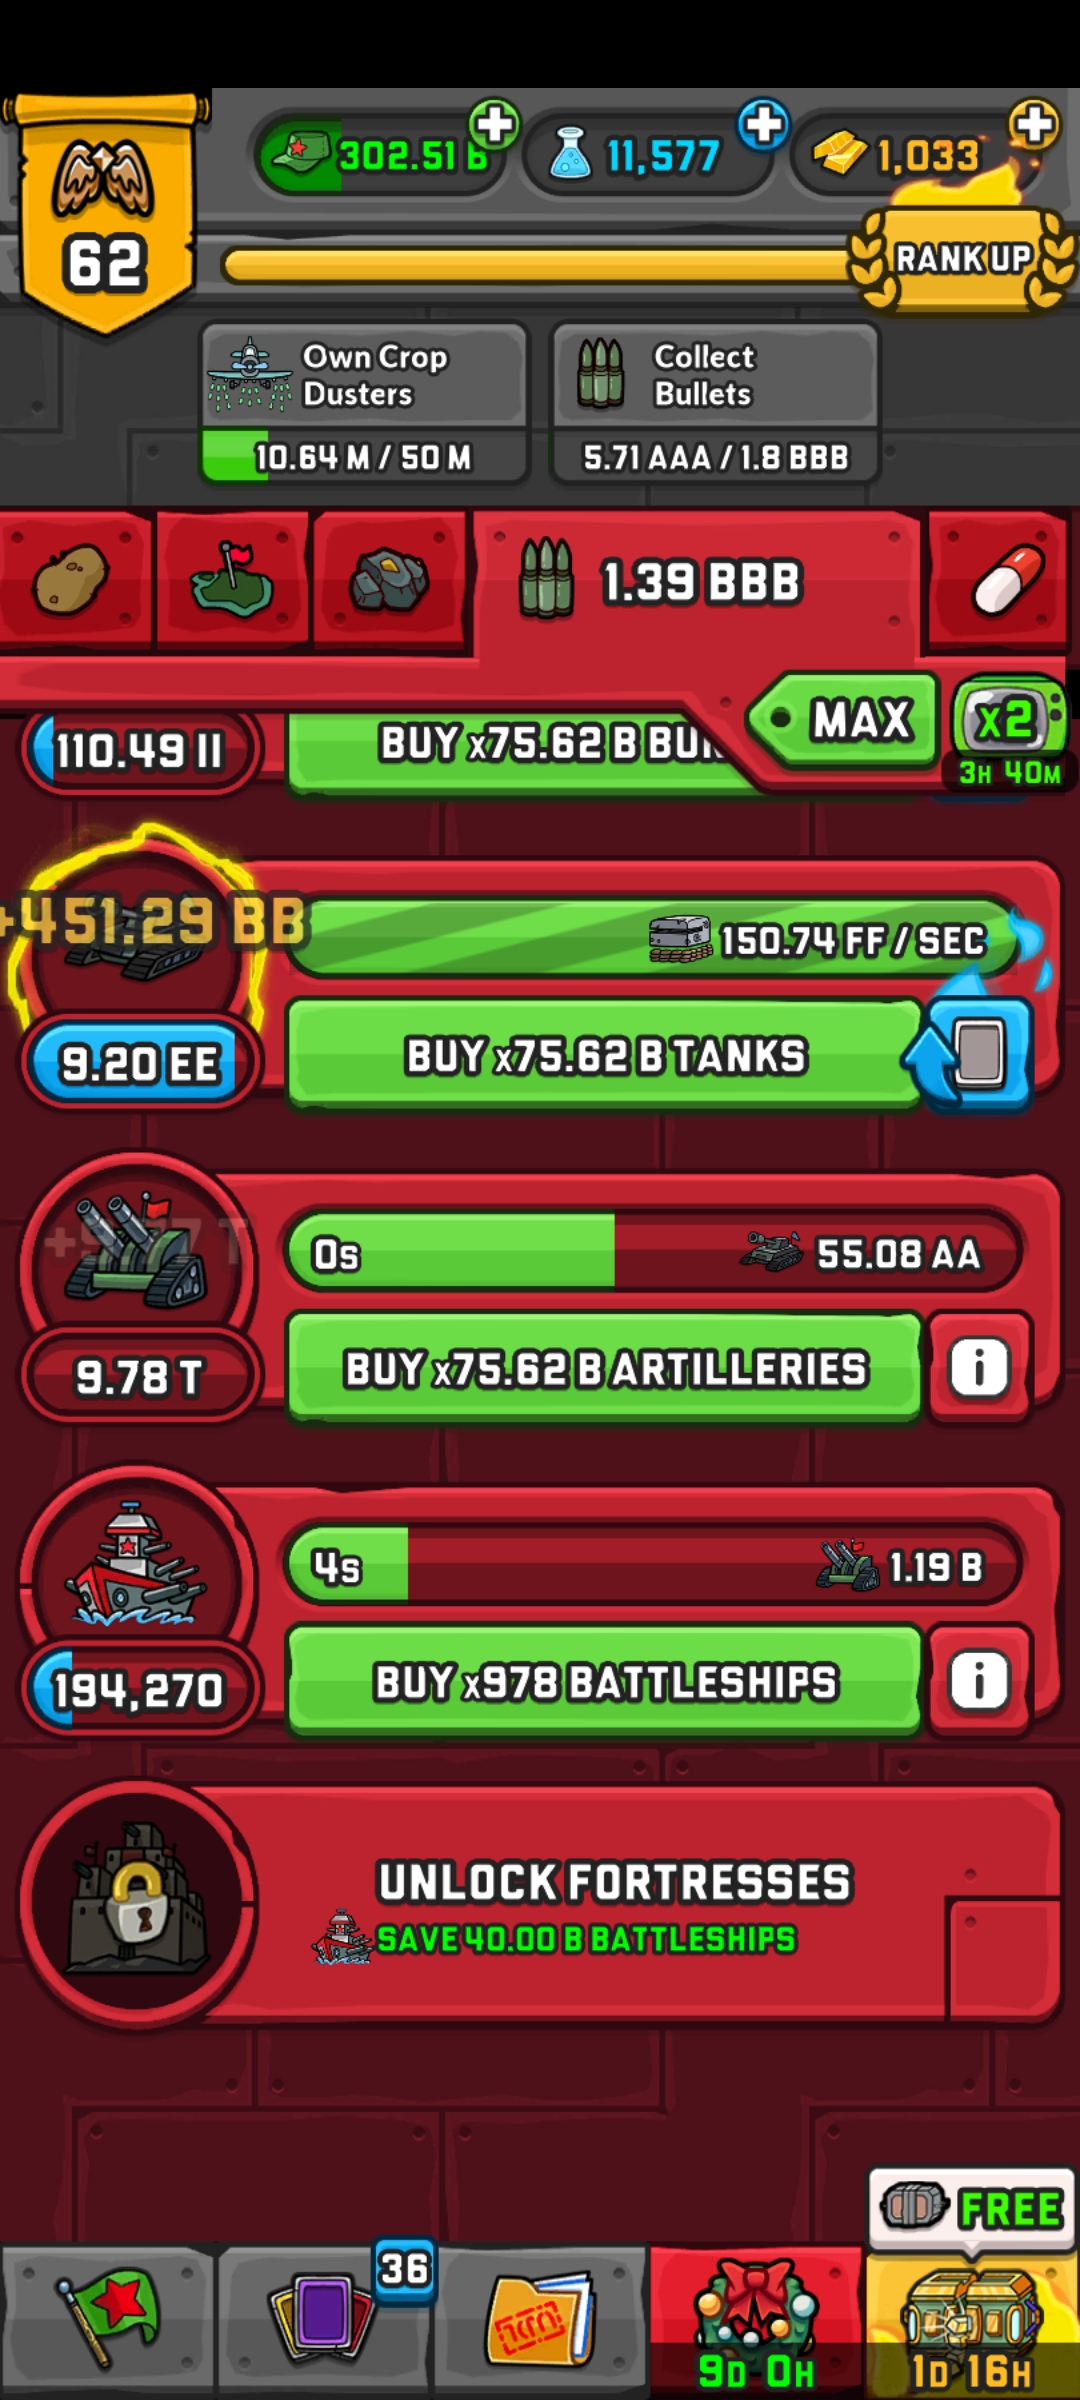 302.51 B
11,577
1,033
62
RANK UP
Own Crop
Dusters
Collect
Bullets
10.64 M / 50 M
5.71 AAA / 1.8 BBB
1.39 BBB
MAX
x2
3H 40M
110.49 II
BUY x75.62 B
+451.29 BB
150.74 FF / SEC
9.20 EE
BUY x75.62 B TANKS
0s
55.08 AA
9.78 T
BUY x75.62 B ARTILLERIES
i
4s
1.19 B
194,270
BUY x978 BATTLESHIPS
i
UNLOCK FORTRESSES
SAVE 40.00 B BATTLESHIPS
FREE
36
9D 0H
1D 16H